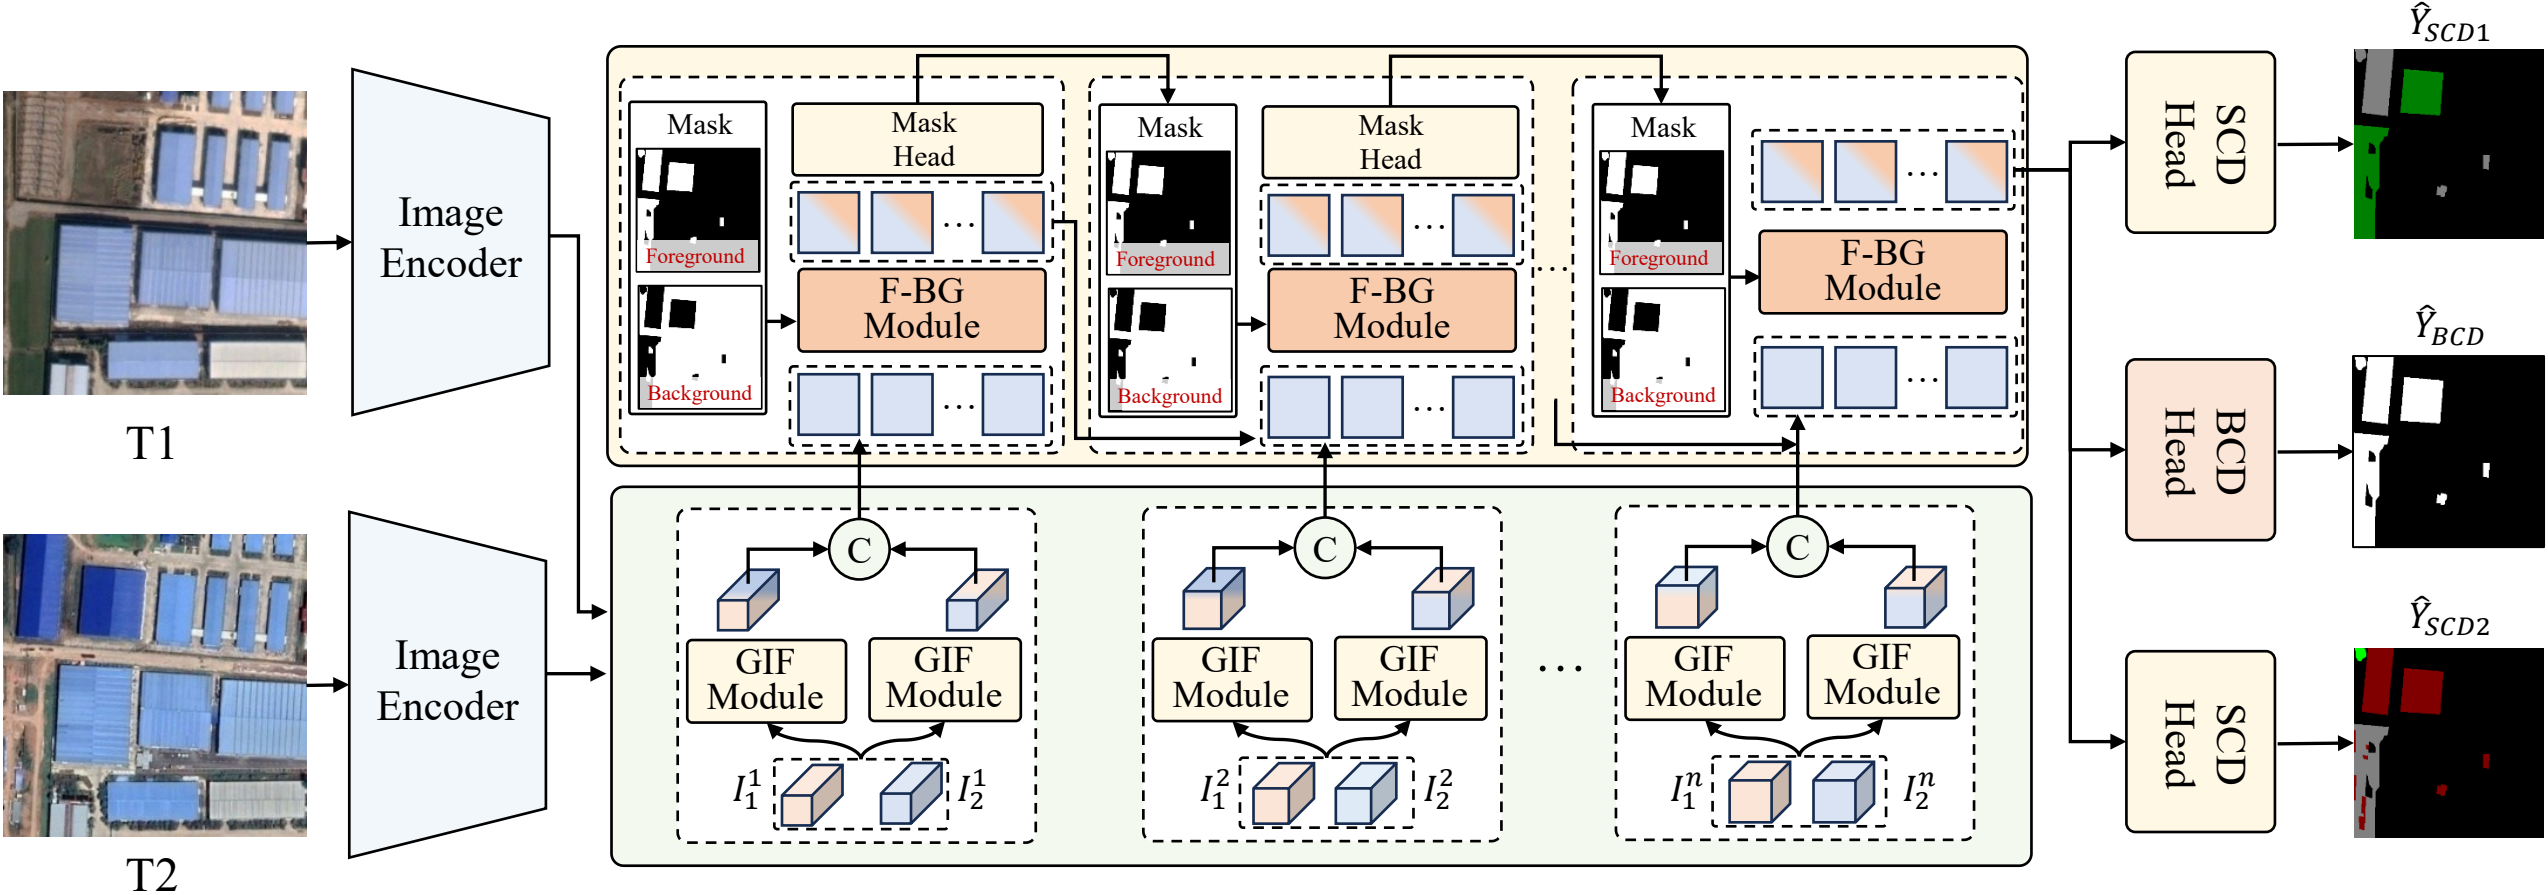 T1
T2
Image
Encoder
Image
Encoder
Mask
Foreground
Background
Mask
Head
...
F-BG
Module
...
Mask
Foreground
Background
Mask
Head
...
F-BG
Module
...
...
Mask
Foreground
Background
...
F-BG
Module
...
C
GIF
Module
GIF
Module
I_1^1
I_2^1
C
GIF
Module
GIF
Module
I_1^2
I_2^2
...
C
GIF
Module
GIF
Module
I_1^n
I_2^n
SCD
Head
BCD
Head
SCD
Head
Ŷ_SCD1
Ŷ_BCD
Ŷ_SCD2